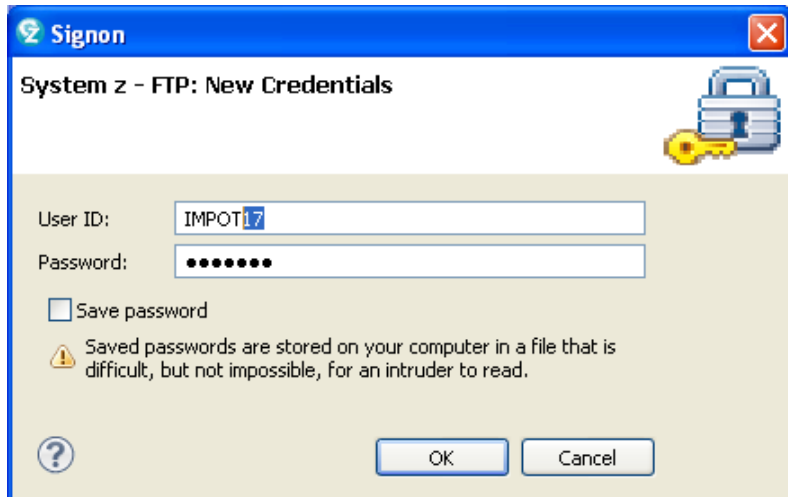 Signon
System z - FTP: New Credentials
User ID: IMPOT17
Password: ●●●●●●●
Save password
Saved passwords are stored on your computer in a file that is
difficult, but not impossible, for an intruder to read.
? OK Cancel